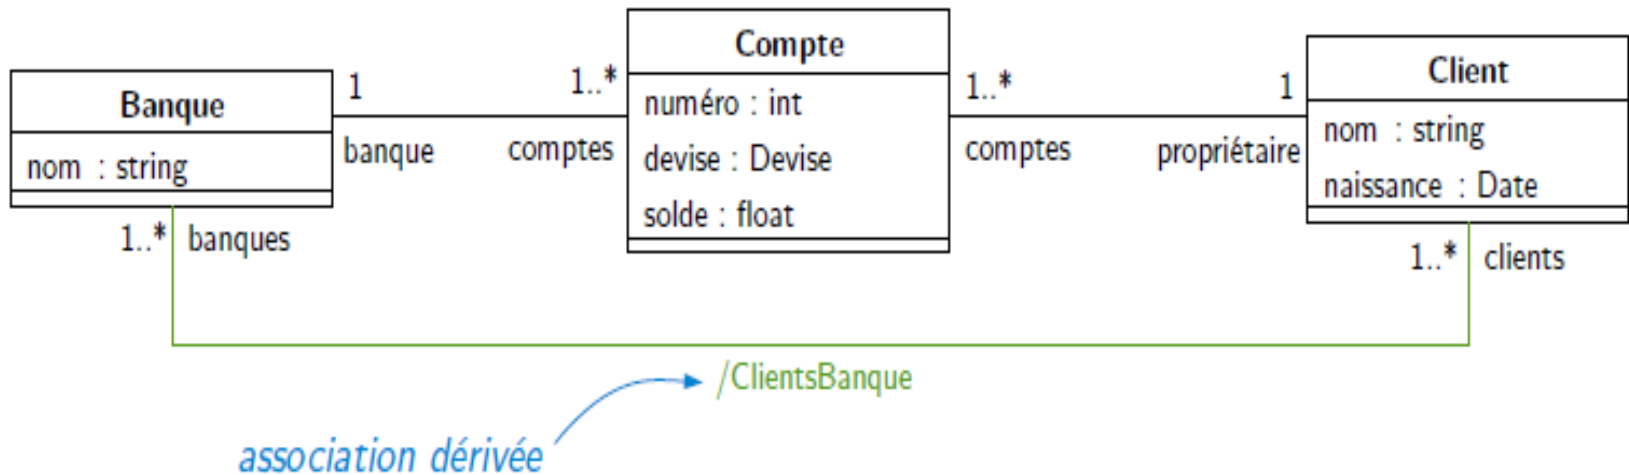 Banque
nom : string
1
banque
1..*
comptes
Compte
numéro : int
devise : Devise
solde : float
1..*
comptes
1
propriétaire
Client
nom : string
naissance : Date
1..* banques
1..* clients
/ClientsBanque
association dérivée